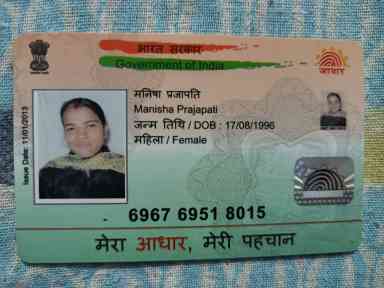 भारत सरकार
Government of India
आधार
Issue Date: 11/01/2013
मनिषा प्रजापति
Manisha Prajapati
जन्म तिथि / DOB : 17/08/1996
महिला / Female
6967 6951 8015
मेरा आधार, मेरी पहचान